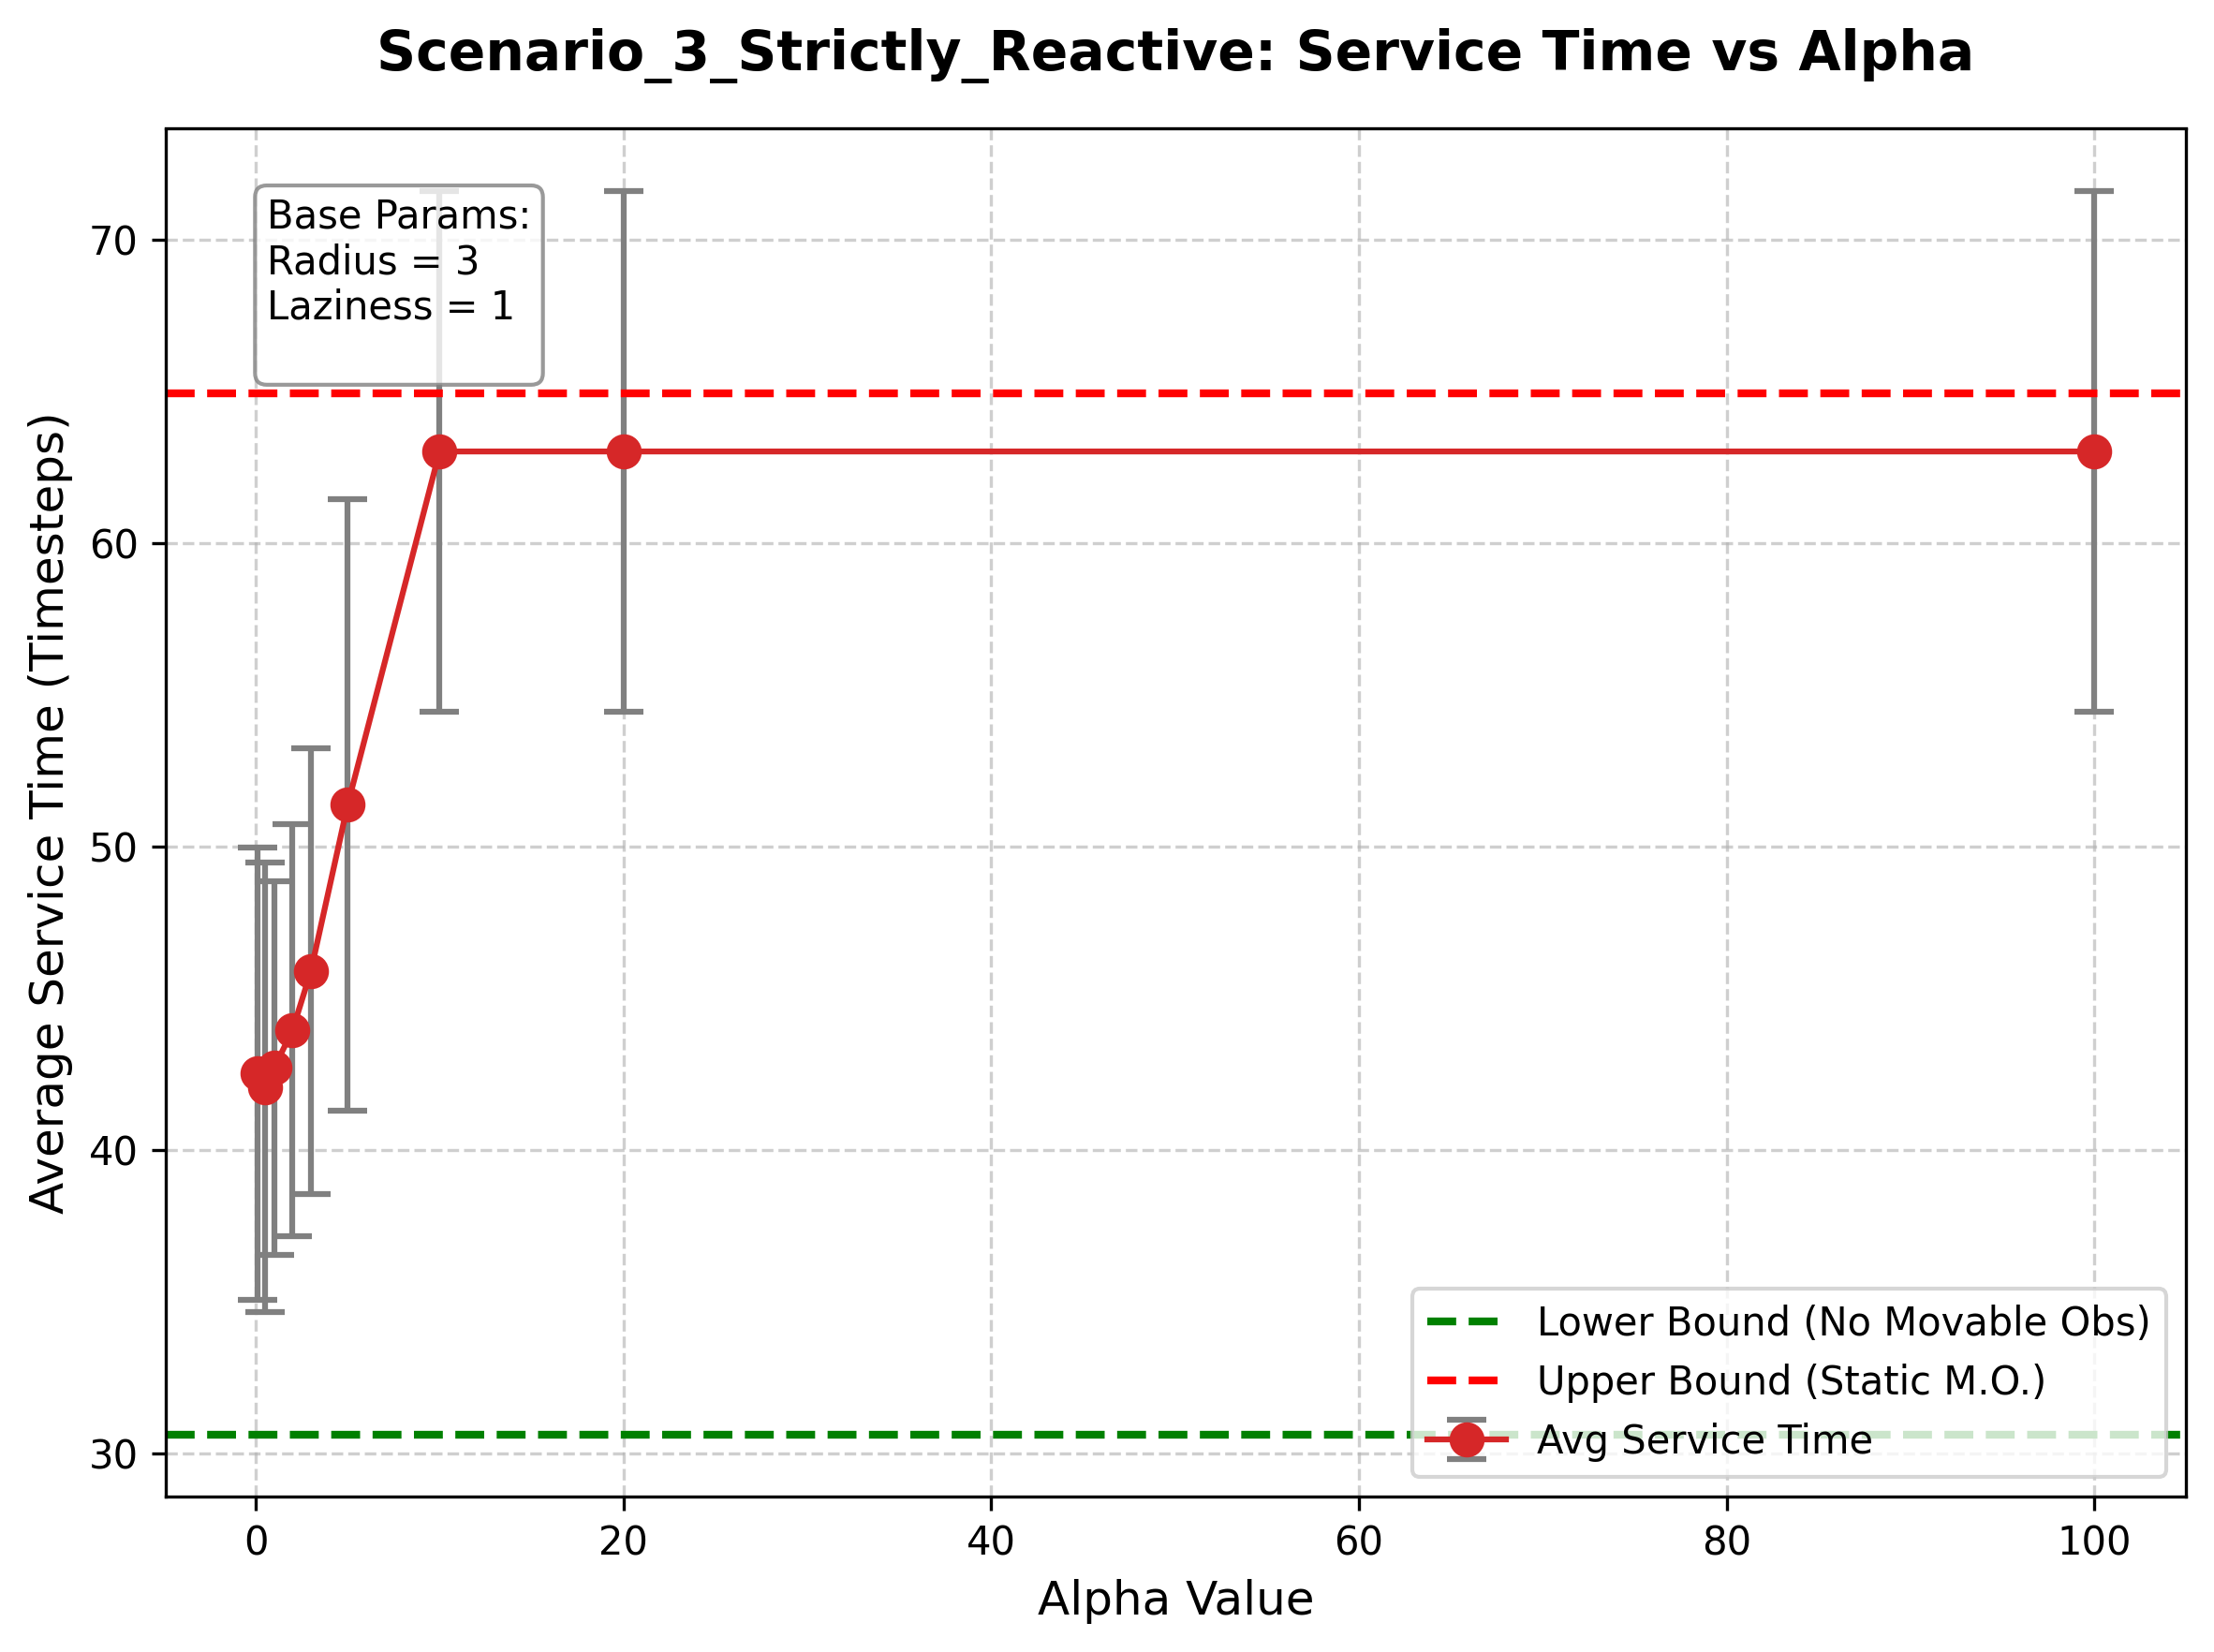 Scenario_3_Strictly_Reactive: Service Time vs Alpha
Base Params:
Radius = 3
Laziness = 1
Average Service Time (Timesteps)
70
60
50
40
30
Lower Bound (No Movable Obs)
Upper Bound (Static M.O.)
Avg Service Time
0
20
40
60
80
100
Alpha Value